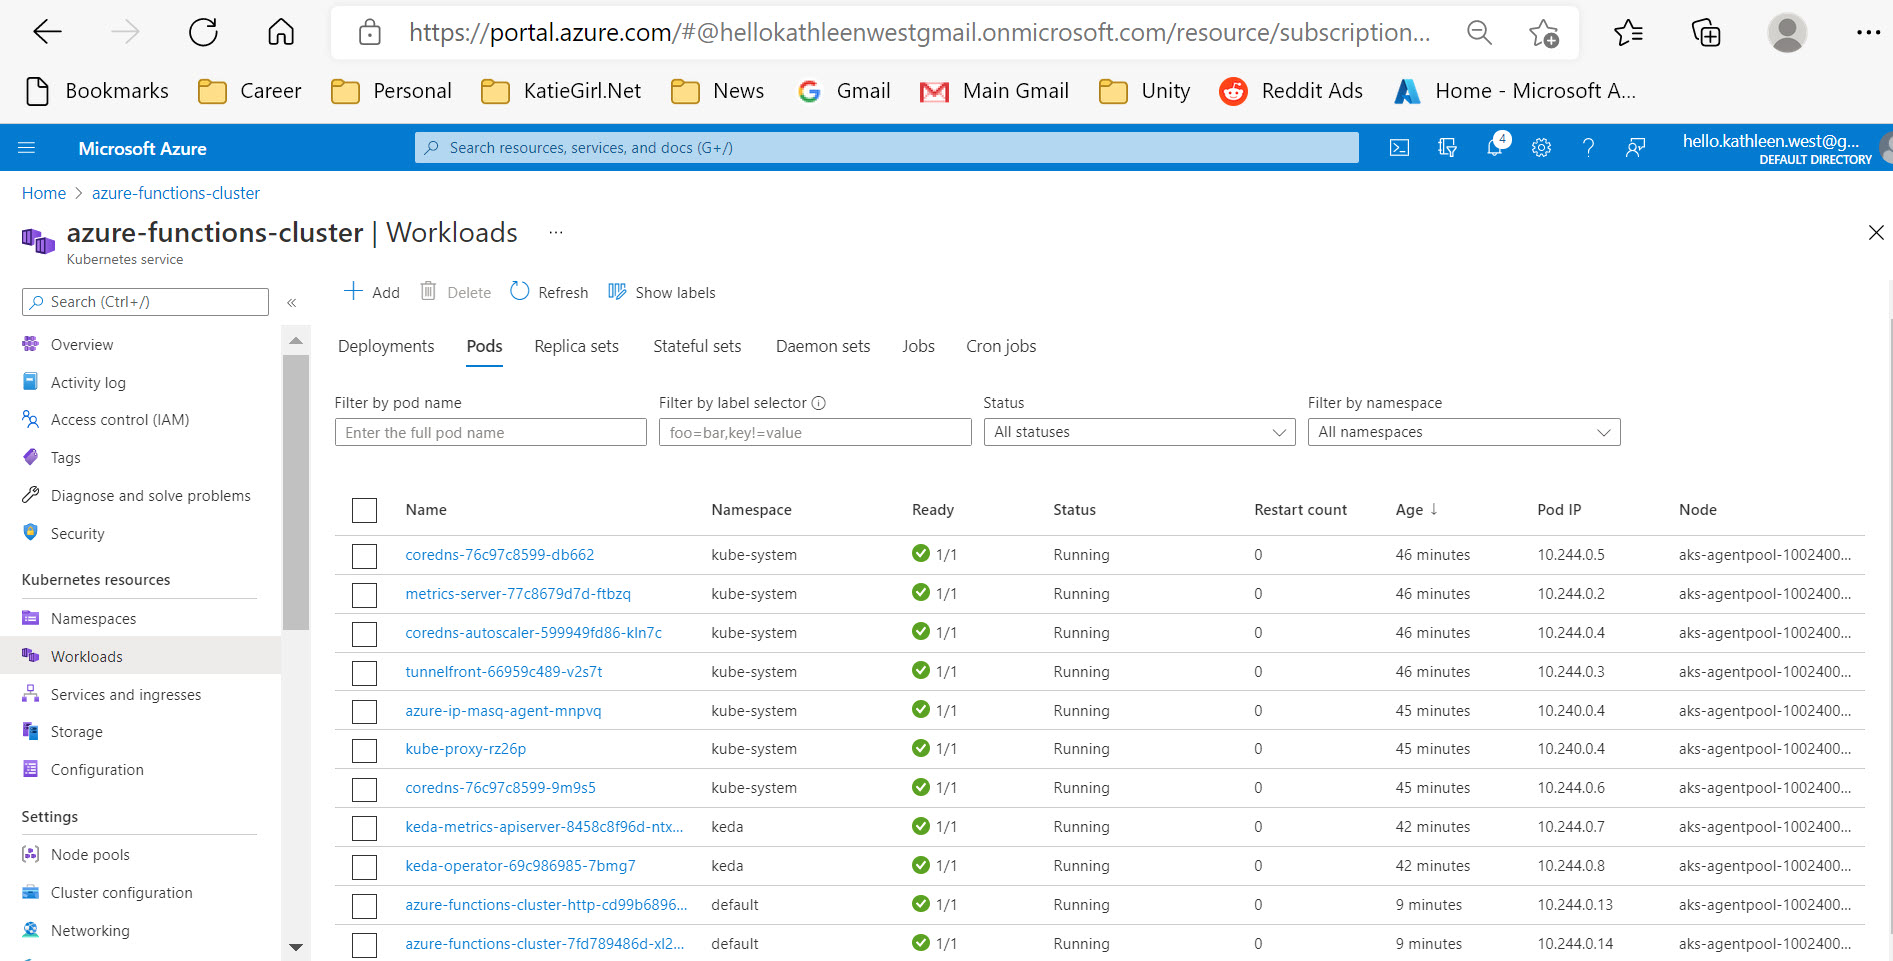 https://portal.azure.com/#@hellokathleenwestgmail.onmicrosoft.com/resource/subscription...
Bookmarks Career Personal KatieGirl.Net News Gmail Main Gmail Unity Reddit Ads Home - Microsoft A...
Microsoft Azure Search resources, services, and docs (G+/) 4 hello.kathleen.west@g...
DEFAULT DIRECTORY
Home > azure-functions-cluster
azure-functions-cluster | Workloads ...
Kubernetes service
Search (Ctrl+/) «
Add Delete Refresh Show labels
Overview
Activity log
Access control (IAM)
Tags
Diagnose and solve problems
Security
Kubernetes resources
Namespaces
Workloads
Services and ingresses
Storage
Configuration
Settings
Node pools
Cluster configuration
Networking
Deployments Pods Replica sets Stateful sets Daemon sets Jobs Cron jobs
Filter by pod name Filter by label selector Status Filter by namespace
Enter the full pod name foo=bar,key!=value All statuses All namespaces
Name Namespace Ready Status Restart count Age ↓ Pod IP Node
coredns-76c97c8599-db662 kube-system 1/1 Running 0 46 minutes 10.244.0.5 aks-agentpool-1002400...
metrics-server-77c8679d7d-ftbzq kube-system 1/1 Running 0 46 minutes 10.244.0.2 aks-agentpool-1002400...
coredns-autoscaler-599949fd86-kln7c kube-system 1/1 Running 0 46 minutes 10.244.0.4 aks-agentpool-1002400...
tunnelfront-66959c489-v2s7t kube-system 1/1 Running 0 46 minutes 10.244.0.3 aks-agentpool-1002400...
azure-ip-masq-agent-mnpvq kube-system 1/1 Running 0 45 minutes 10.240.0.4 aks-agentpool-1002400...
kube-proxy-rz26p kube-system 1/1 Running 0 45 minutes 10.240.0.4 aks-agentpool-1002400...
coredns-76c97c8599-9m9s5 kube-system 1/1 Running 0 45 minutes 10.244.0.6 aks-agentpool-1002400...
keda-metrics-apiserver-8458c8f96d-ntx... keda 1/1 Running 0 42 minutes 10.244.0.7 aks-agentpool-1002400...
keda-operator-69c986985-7bmg7 keda 1/1 Running 0 42 minutes 10.244.0.8 aks-agentpool-1002400...
azure-functions-cluster-http-cd99b6896... default 1/1 Running 0 9 minutes 10.244.0.13 aks-agentpool-1002400...
azure-functions-cluster-7fd789486d-xl2... default 1/1 Running 0 9 minutes 10.244.0.14 aks-agentpool-1002400...